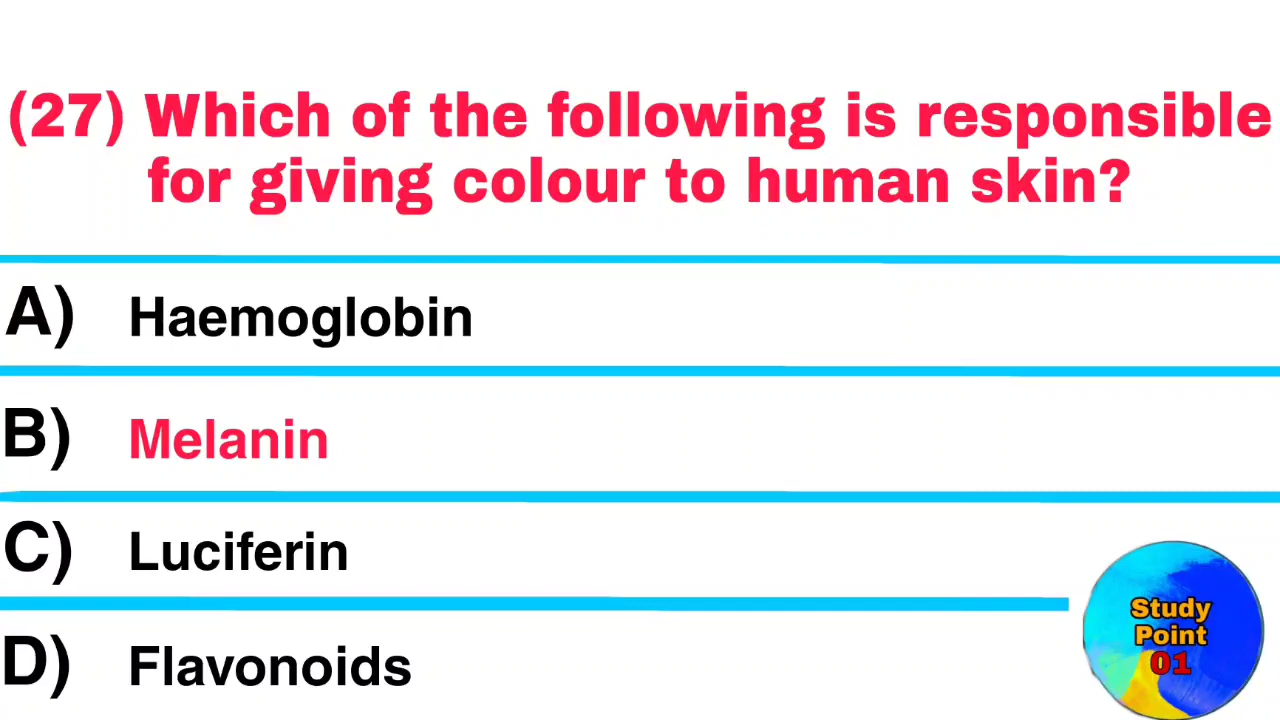 (27) Which of the following is responsible
for giving colour to human skin?
A) Haemoglobin
B) Melanin
C) Luciferin
D) Flavonoids
Study
Point
01